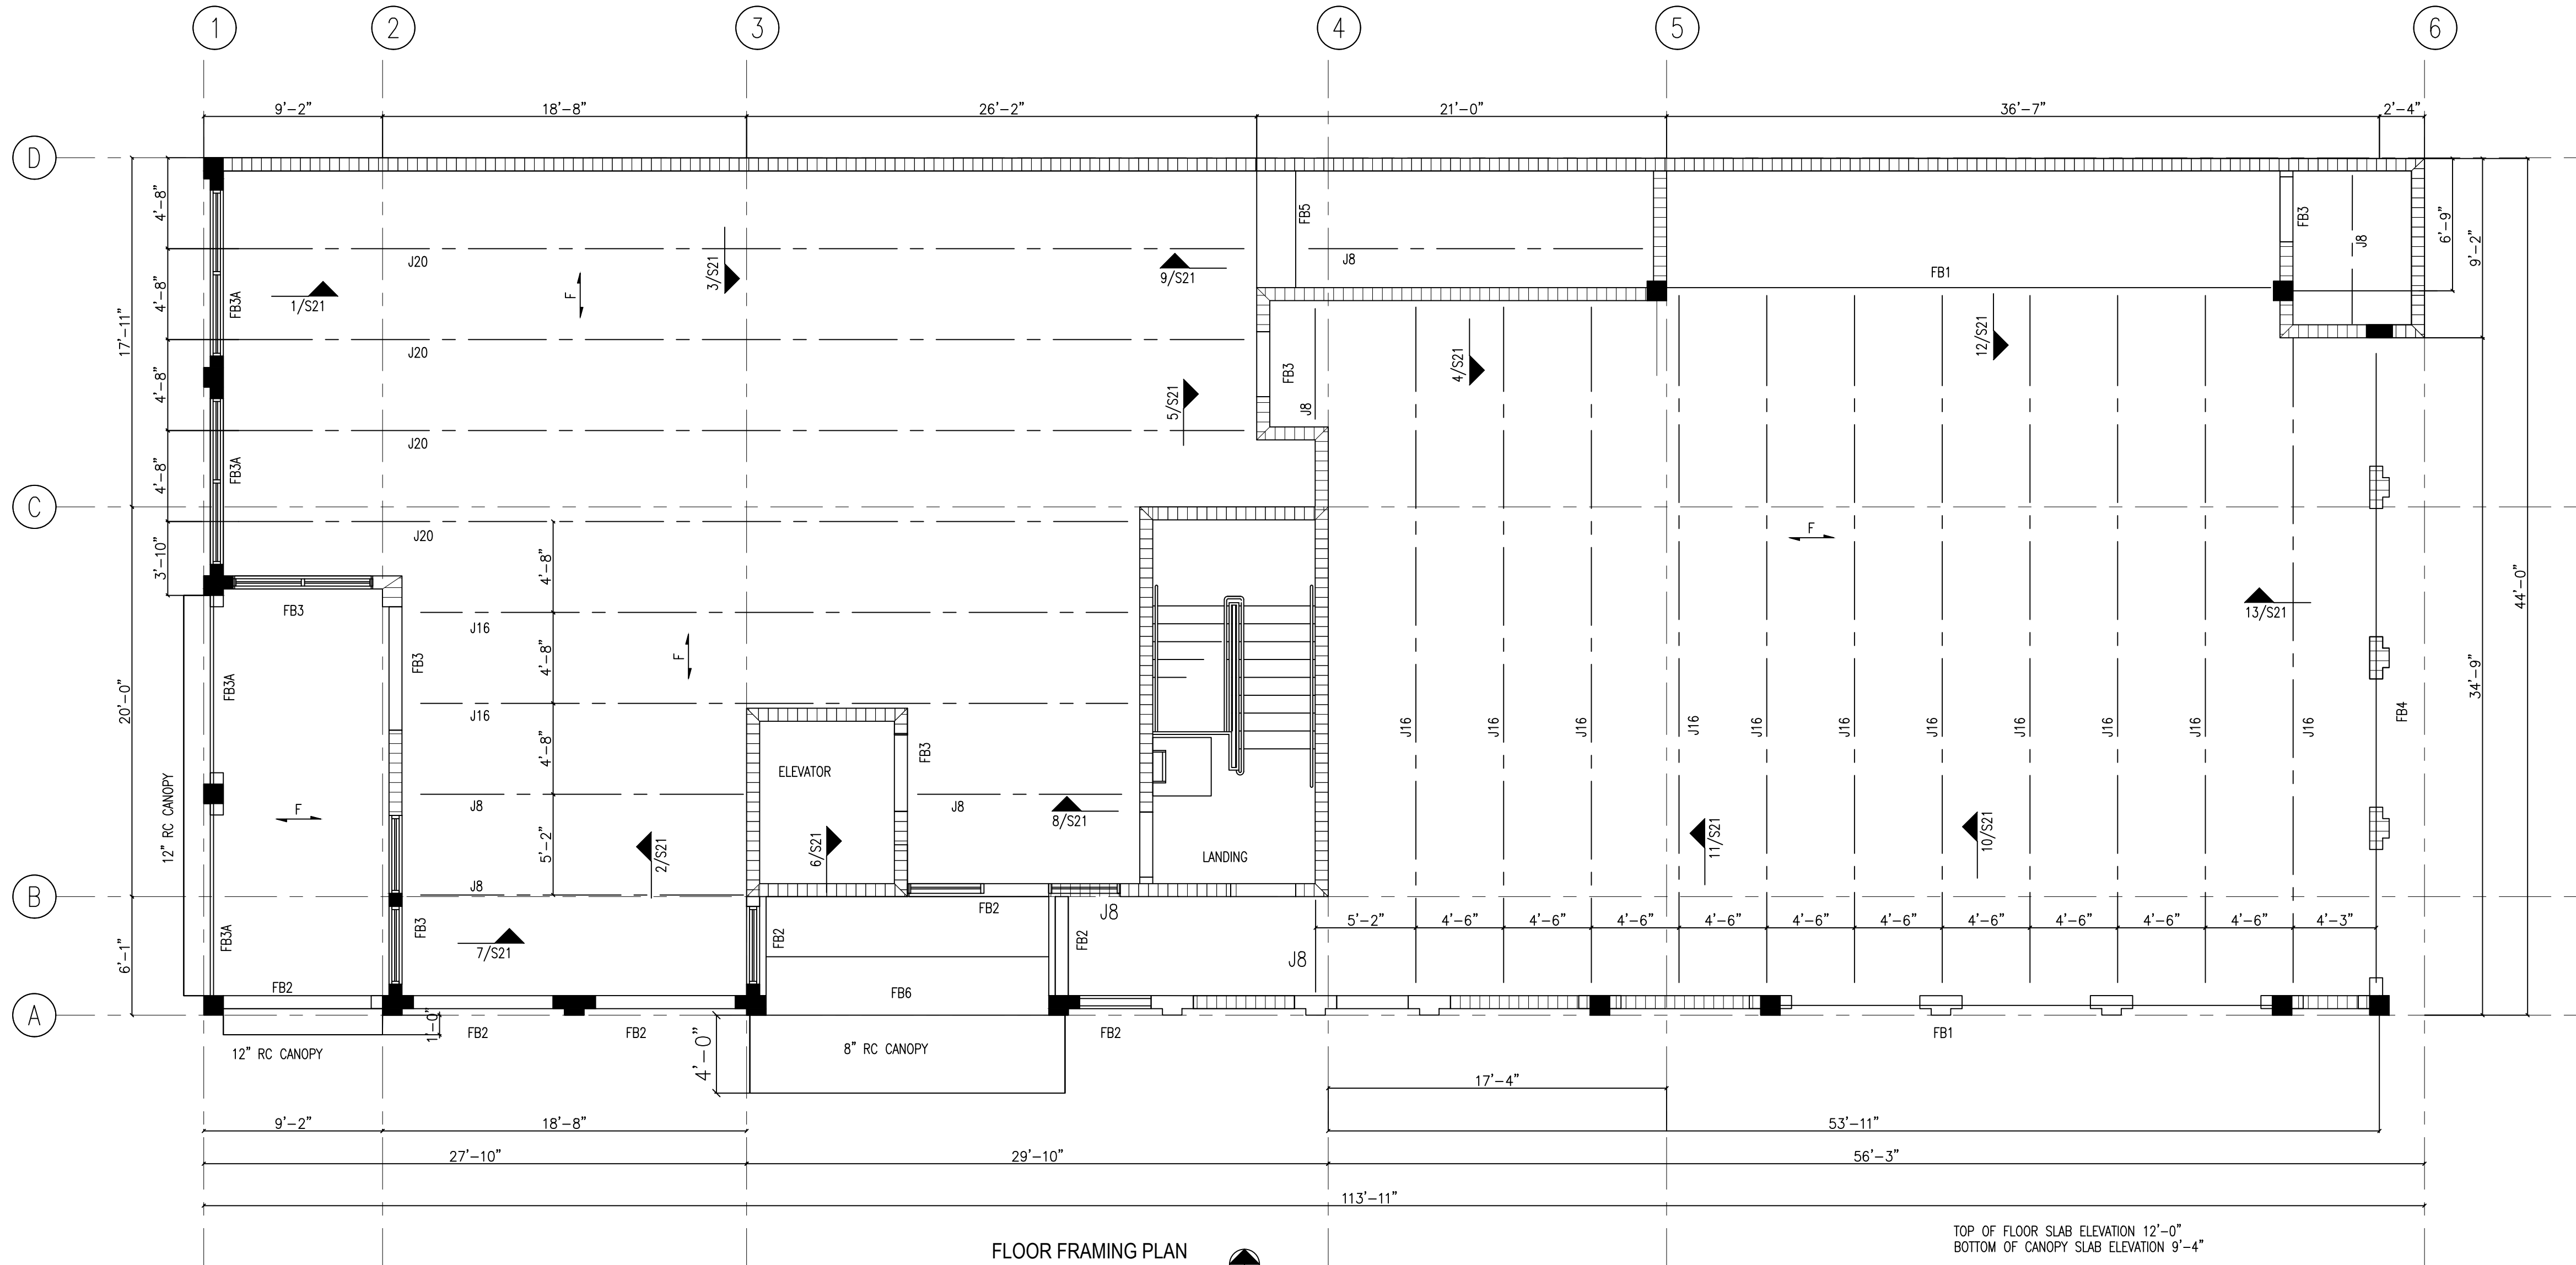 1 2 3 4 5 6
9'-2" 18'-8" 26'-2" 21'-0" 36'-7" 2'-4"
D
4'-8"
FB5
FB3
6'-9"
9'-2"
J8
J20
3/S21
9/S21
J8
FB1
F
1/S21
FB3A
4'-8"
17'-11"
12/S21
J20
4/S21
FB3
5/S21
J8
4'-8"
J20
FB3A
4'-8"
C
F
J20
3'-10"
4'-8"
44'-0"
FB3
13/S21
J16
4'-8"
F
FB3
FB3A
34'-9"
20'-0"
J16
J16 J16 J16 J16 J16 J16 J16 J16 J16 J16 J16
FB4
4'-8"
FB3
ELEVATOR
12" RC CANOPY
F
J8
J8
8/S21
5'-2"
2/S21
6/S21
11/S21
10/S21
LANDING
J8
B
FB2
J8
5'-2" 4'-6" 4'-6" 4'-6" 4'-6" 4'-6" 4'-6" 4'-6" 4'-6" 4'-6" 4'-6" 4'-3"
FB3A
FB3
FB2
FB2
7/S21
6'-1"
J8
FB2
FB6
A
1'-0"
FB2 FB2 FB2 FB1
12" RC CANOPY
8" RC CANOPY
4'-0"
17'-4"
9'-2" 18'-8" 53'-11"
27'-10" 29'-10" 56'-3"
113'-11"
FLOOR FRAMING PLAN
TOP OF FLOOR SLAB ELEVATION 12'-0"
BOTTOM OF CANOPY SLAB ELEVATION 9'-4"